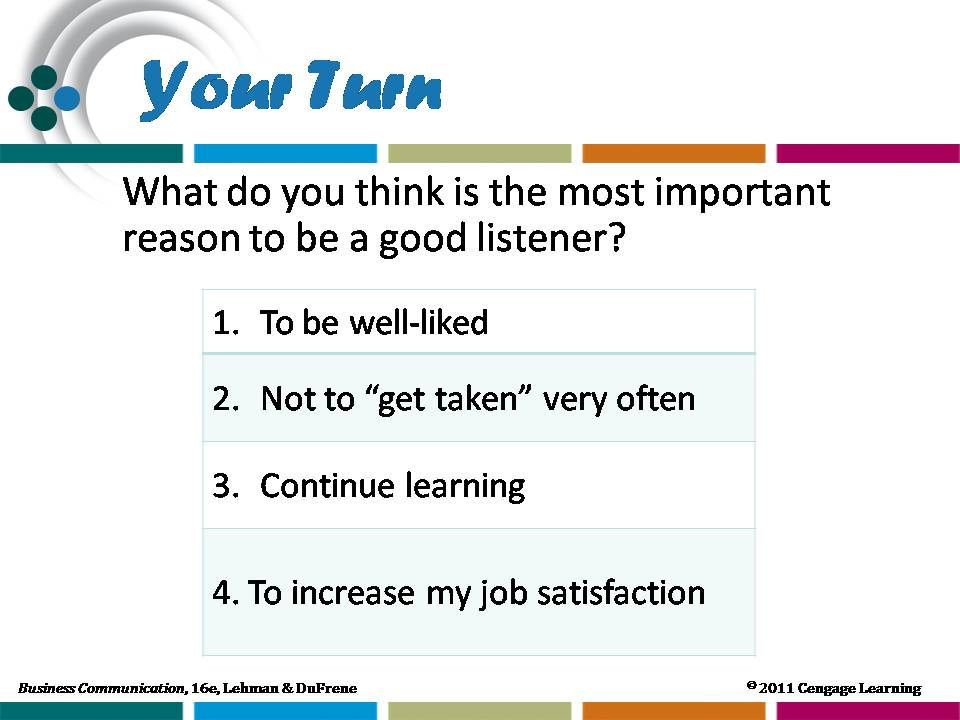 Your Turn
What do you think is the most important
reason to be a good listener?
1. To be well-liked
2. Not to “get taken” very often
3. Continue learning
4. To increase my job satisfaction
Business Communication, 16e, Lehman & DuFrene
© 2011 Cengage Learning